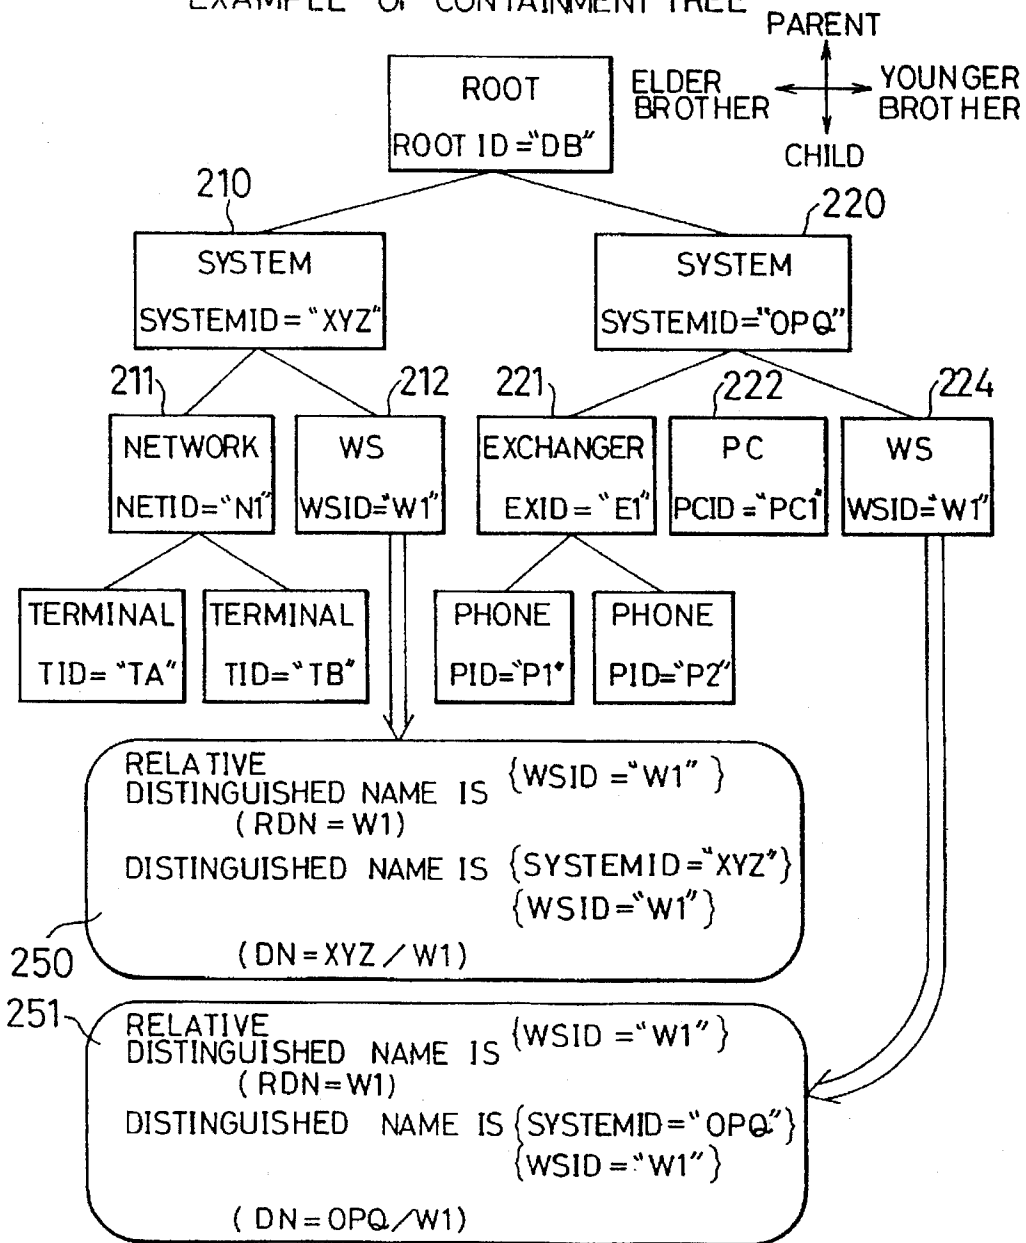 EXAMPLE OF CONTAINMENT TREE
PARENT
ELDER BROTHER
YOUNGER BROTHER
CHILD
ROOT
ROOT ID="DB"
210
220
SYSTEM
SYSTEMID="XYZ"
SYSTEM
SYSTEMID="OPQ"
211
212
221
222
224
NETWORK
NETID="N1"
WS
WSID="W1"
EXCHANGER
EXID="E1"
PC
PCID="PC1"
WS
WSID="W1"
TERMINAL
TID="TA"
TERMINAL
TID="TB"
PHONE
PID="P1"
PHONE
PID="P2"
RELATIVE
DISTINGUISHED NAME IS {WSID="W1"}
(RDN=W1)
DISTINGUISHED NAME IS {SYSTEMID="XYZ"}
{WSID="W1"}
(DN=XYZ/W1)
250
251
RELATIVE
DISTINGUISHED NAME IS {WSID="W1"}
(RDN=W1)
DISTINGUISHED NAME IS {SYSTEMID="OPQ"}
{WSID="W1"}
(DN=OPQ/W1)